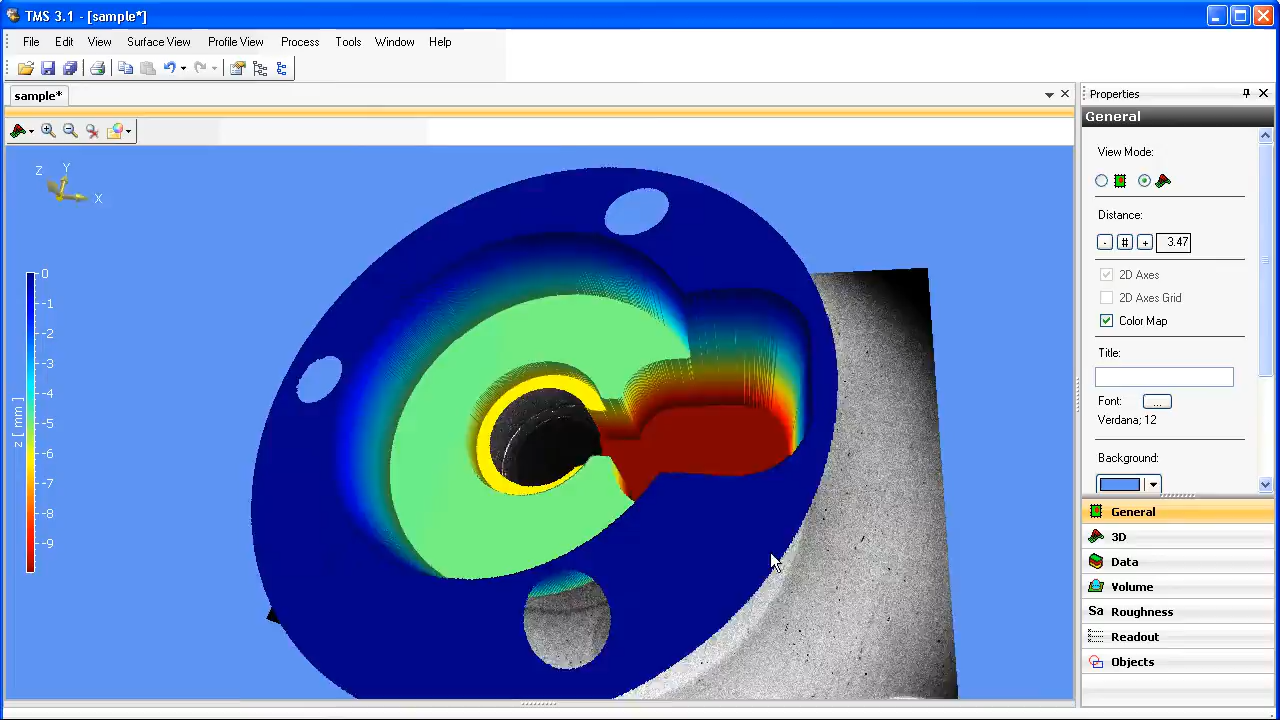 TMS 3.1 - [sample*]
File Edit View Surface View Profile View Process Tools Window Help
sample*
Z Y X
0
-1
-2
-3
-4
-5
-6
-7
-8
-9
z [ mm ]
Properties
General
View Mode:
Distance:
- # + 3.47
2D Axes
2D Axes Grid
Color Map
Title:
Font: ...
Verdana; 12
Background:
General
3D
Data
Volume
Sa Roughness
Readout
Objects